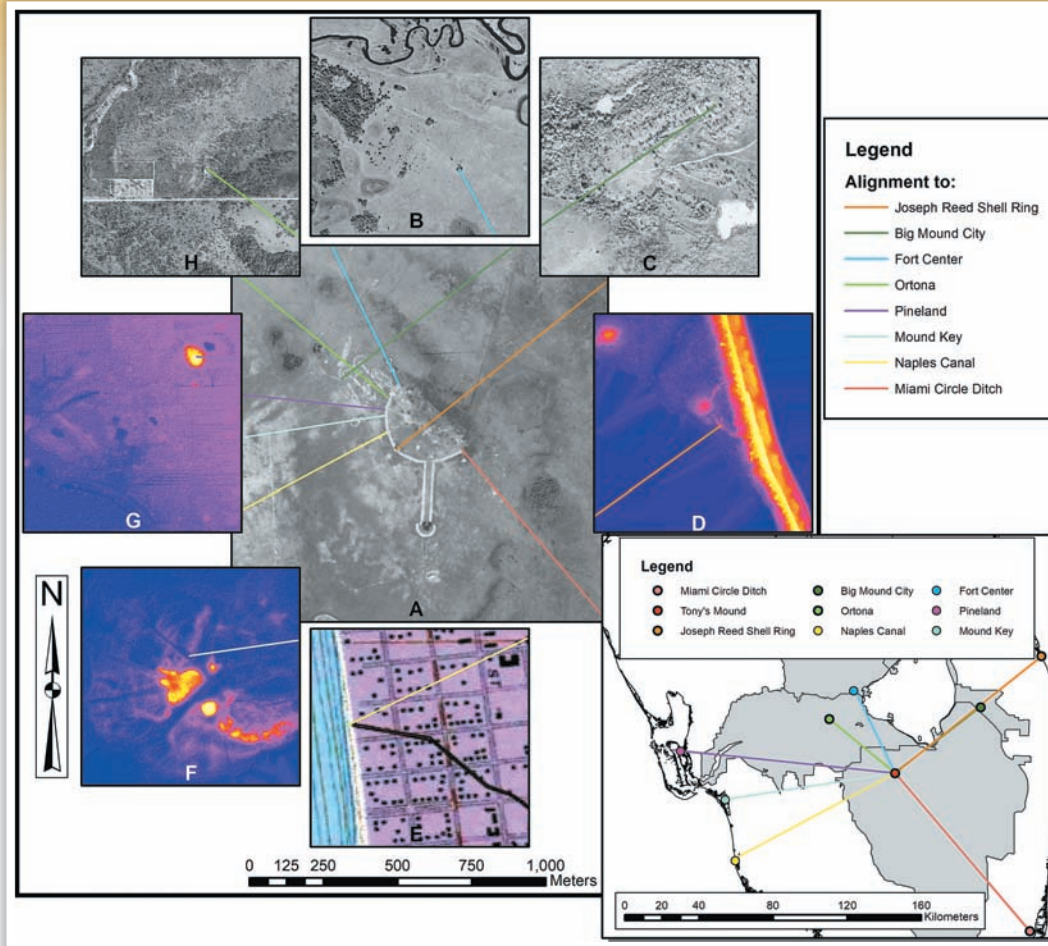 H
B
C
Legend
Alignment to:
Joseph Reed Shell Ring
Big Mound City
Fort Center
Ortona
Pineland
Mound Key
Naples Canal
Miami Circle Ditch
G
D
A
N
F
E
0 125 250 500 750 1,000
Meters
Legend
Miami Circle Ditch Big Mound City Fort Center
Tony's Mound Ortona Pineland
Joseph Reed Shell Ring Naples Canal Mound Key
0 20 40 80 120 160
Kilometers